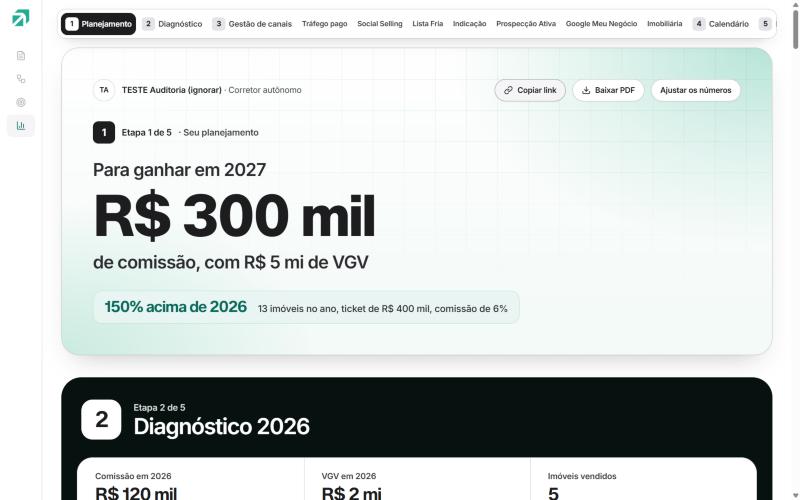 1 Planejamento 2 Diagnóstico 3 Gestão de canais Tráfego pago Social Selling Lista Fria Indicação Prospecção Ativa Google Meu Negócio Imobiliária 4 Calendário 5
TA TESTE Auditoria (ignorar) · Corretor autônomo
Copiar link Baixar PDF Ajustar os números
1 Etapa 1 de 5 · Seu planejamento
Para ganhar em 2027
R$ 300 mil
de comissão, com R$ 5 mi de VGV
150% acima de 2026 13 imóveis no ano, ticket de R$ 400 mil, comissão de 6%
2 Etapa 2 de 5
Diagnóstico 2026
Comissão em 2026 VGV em 2026 Imóveis vendidos
R$ 120 mil R$ 2 mi 5